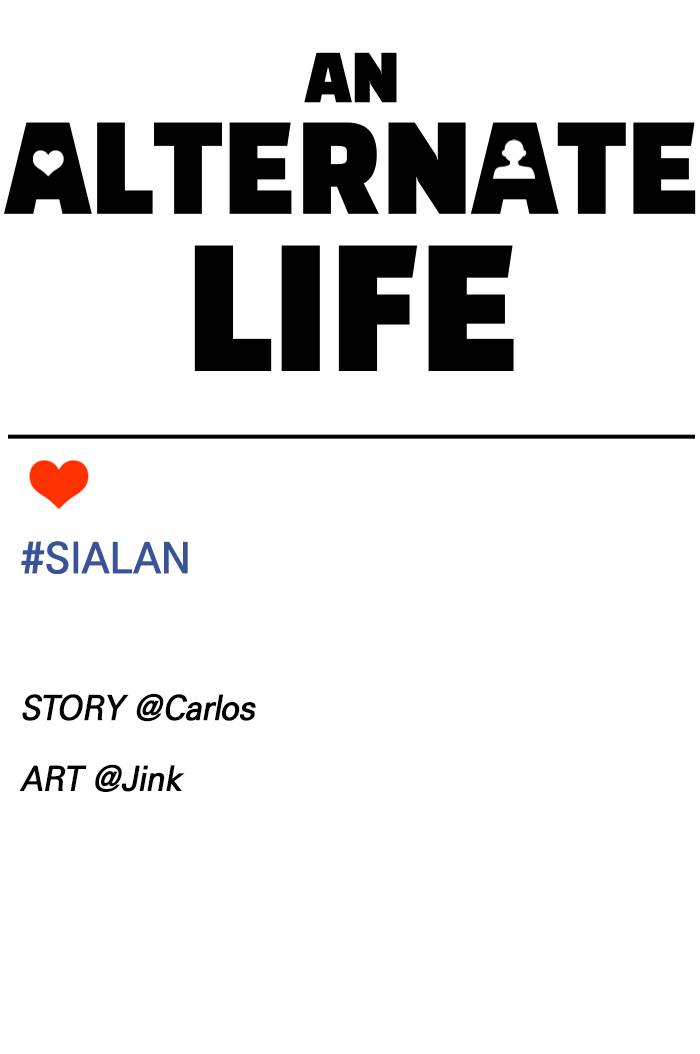 AN
ALTERNATE
LIFE
#SIALAN
STORY @Carlos
ART @Jink